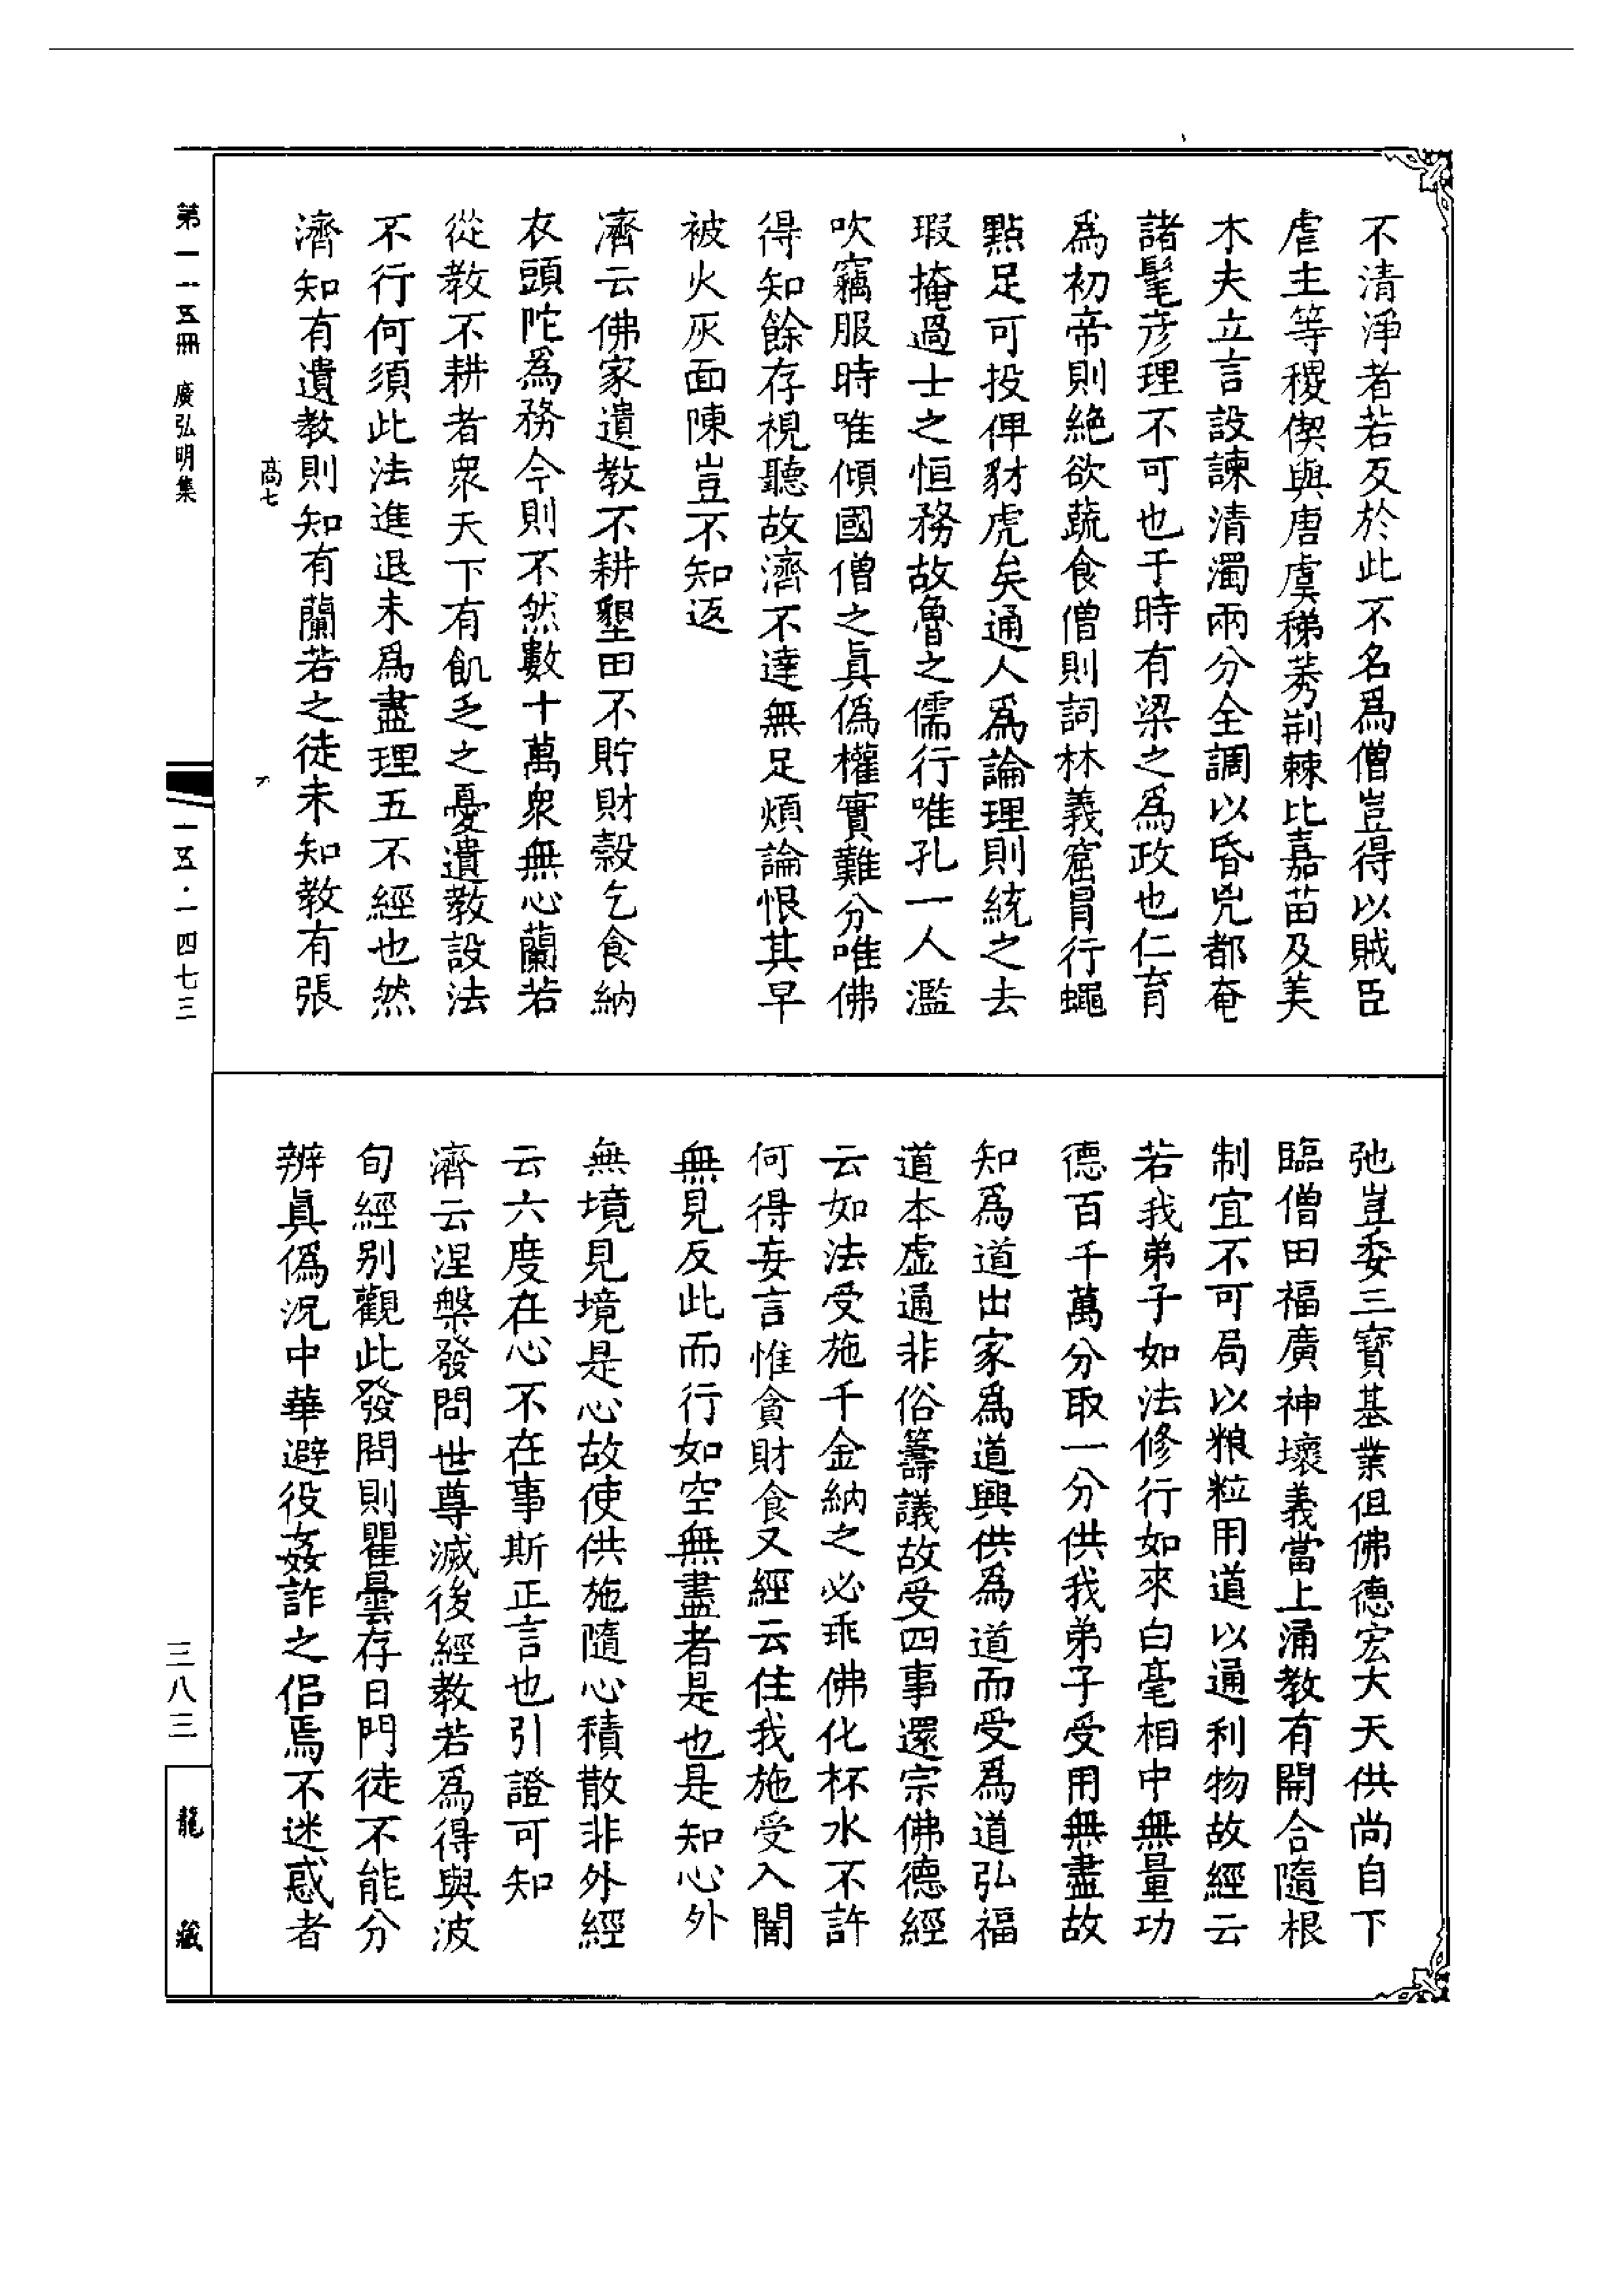 不清淨者若反於此不名爲僧豈得以賊臣
虐主等稷偰與唐虞稊莠荆棘比嘉苗及美
木夫立言設諫清濁兩分全調以昏兇都奄
諸髦彦理不可也于時有梁之爲政也仁育
爲初帝則絶欲蔬食僧則詞林義窟冐行蠅
點足可投俾豺虎矣通人爲論理則統之去
瑕掩過士之恒務故魯之儒行唯孔一人濫
吹竊服時唯傾國僧之眞僞權實難分唯佛
得知餘存視聽故濟不達無足煩論恨其早
被火灰面陳豈不知返
濟云佛家遺教不耕墾田不貯財穀乞食納
衣頭陀爲務今則不然數十萬衆無心蘭若
從教不耕者衆天下有飢乏之憂遺教設法
不行何須此法進退未爲盡理五不經也然
濟知有遺教則知有蘭若之徒未知教有張
弛豈委三寳基業但佛德宏大天供尚自下
臨僧田福廣神壞義當上涌教有開合隨根
制宜不可局以粮粒用道以通利物故經云
若我弟子如法修行如來白毫相中無量功
德百千萬分取一分供我弟子受用無盡故
知爲道出家爲道興供爲道而受爲道弘福
道本虛通非俗籌議故受四事還宗佛德經
云如法受施千金納之必乖佛化杯水不許
何得妄言惟貪財食又經云住我施受入闇
無見反此而行如空無盡者是也是知心外
無境見境是心故使供施隨心積散非外經
云六度在心不在事斯正言也引證可知
濟云涅槃發問世尊滅後經教若爲得與波
旬經别觀此發問則瞿曇存日門徒不能分
辨眞僞況中華避役姦詐之侣焉不迷惑者
高七
第一一五冊 廣弘明集
一五·一四七三
三八三
龍藏